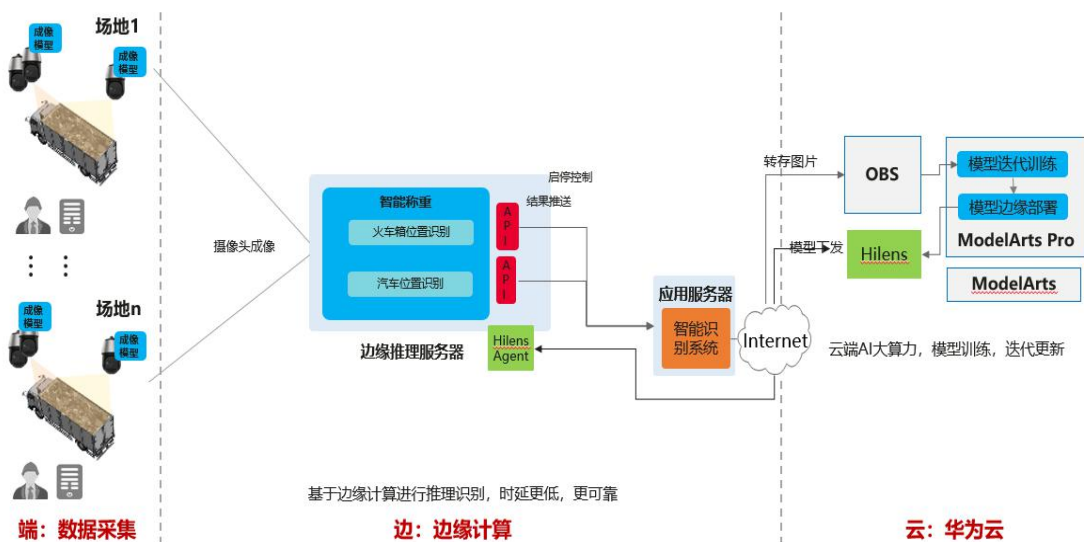 场地1
成像
模型
成像
模型
场地n
成像
模型
成像
模型
端：数据采集
摄像头成像
智能称重
火车箱位置识别
汽车位置识别
API
API
启停控制
结果推送
边缘推理服务器
Hilens
Agent
应用服务器
智能识
别系统
Internet
基于边缘计算进行推理识别，时延更低，更可靠
边：边缘计算
转存图片
模型下发
OBS
Hilens
模型迭代训练
模型边缘部署
ModelArts Pro
ModelArts
云端AI大算力，模型训练，迭代更新
云：华为云